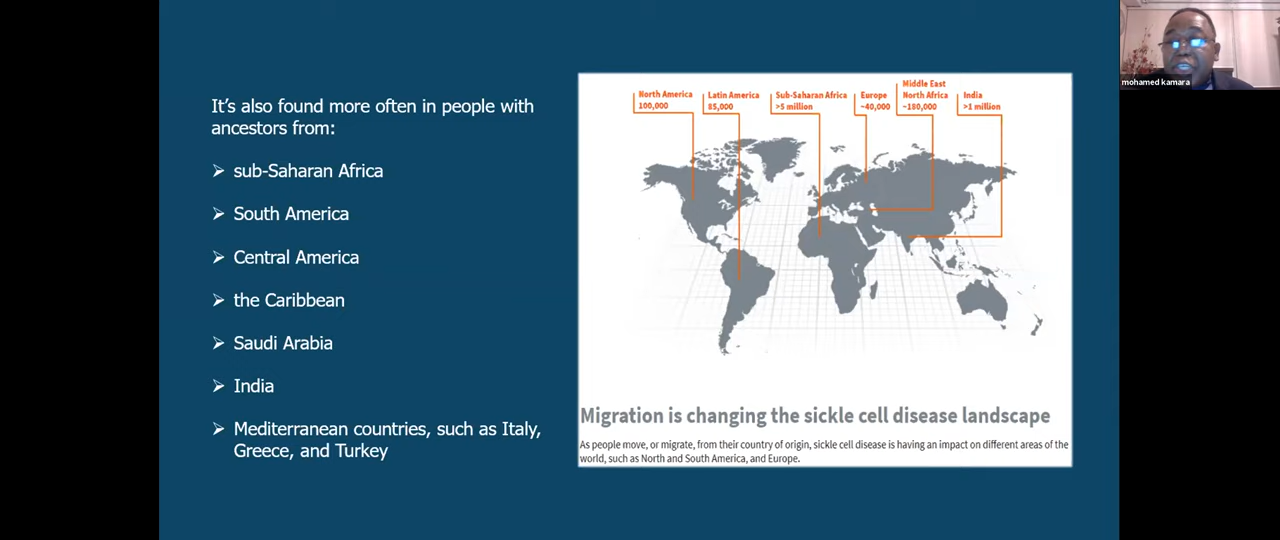 It's also found more often in people with
ancestors from:
➢ sub-Saharan Africa
➢ South America
➢ Central America
➢ the Caribbean
➢ Saudi Arabia
➢ India
➢ Mediterranean countries, such as Italy,
Greece, and Turkey
North America
100,000
Latin America
85,000
Sub-Saharan Africa
>5 million
Europe
~40,000
Middle East
North Africa
~180,000
India
>1 million
Migration is changing the sickle cell disease landscape
As people move, or migrate, from their country of origin, sickle cell disease is having an impact on different areas of the
world, such as North and South America, and Europe.
mohamed kamara